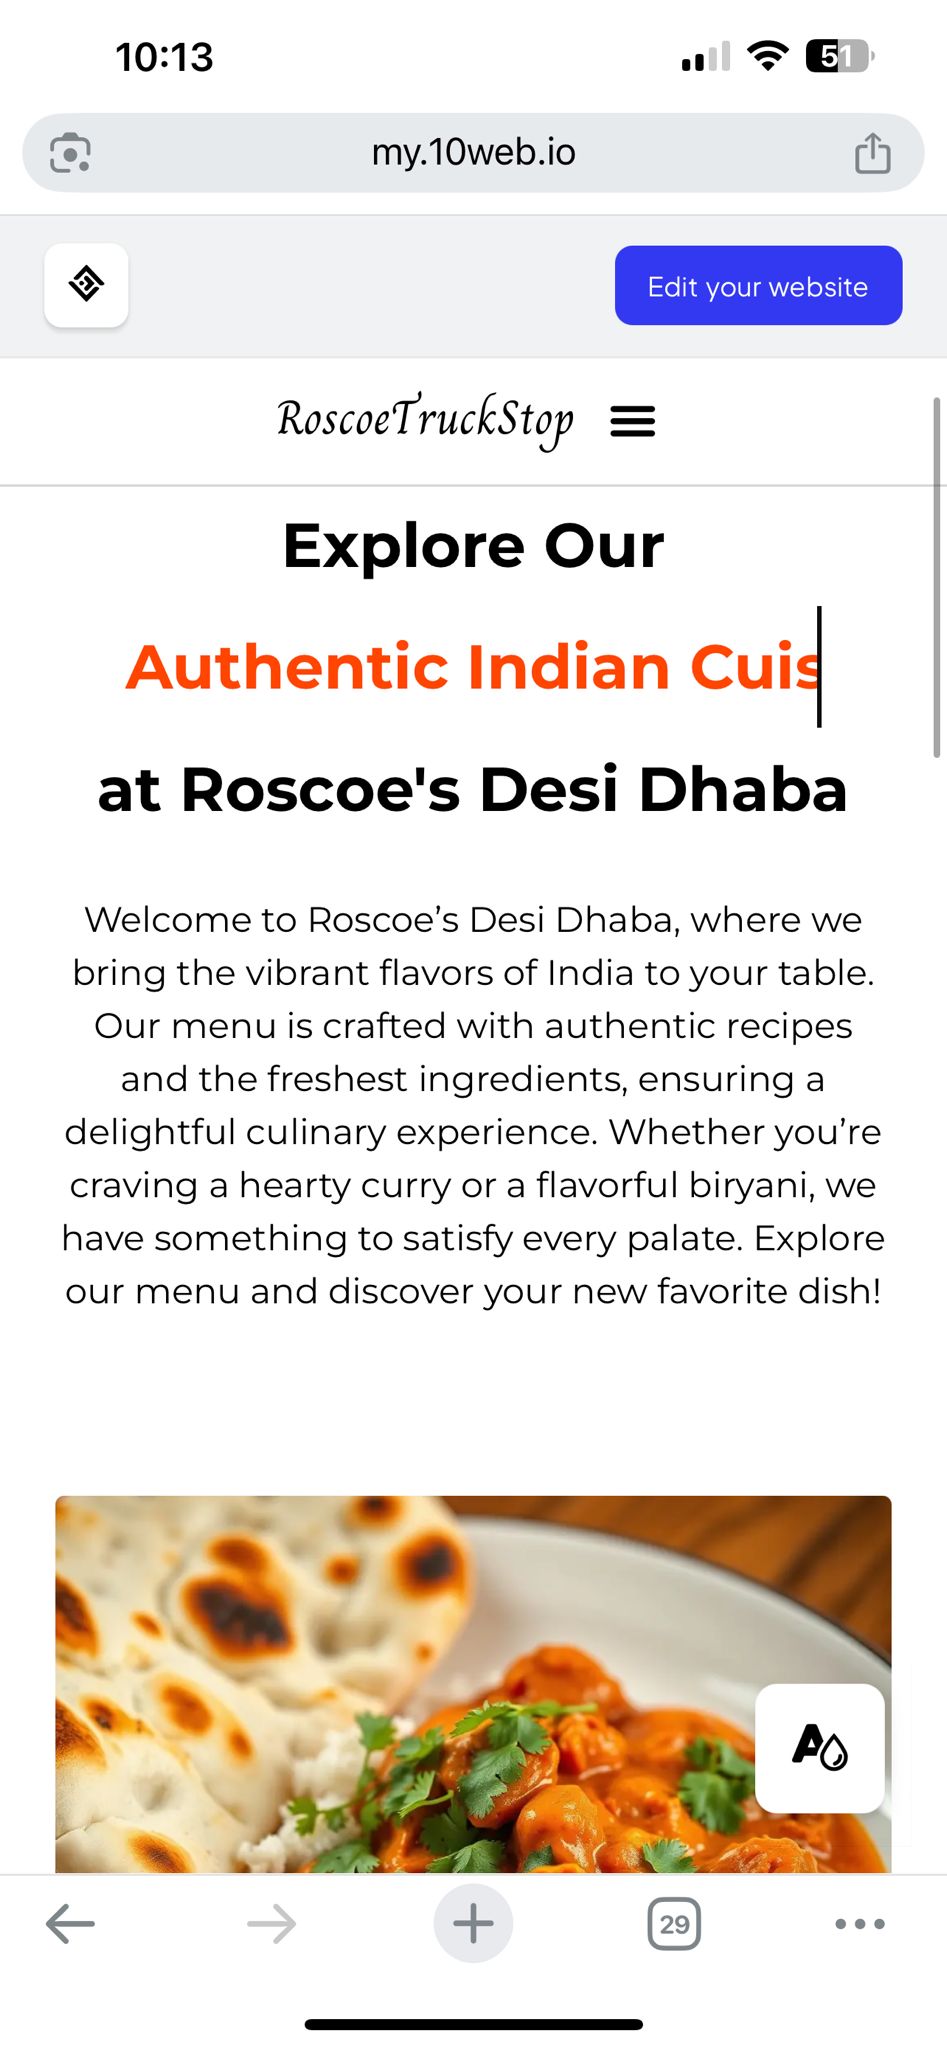 10:13
51
my.10web.io
Edit your website
RoscoeTruckStop
Explore Our
Authentic Indian Cuis
at Roscoe's Desi Dhaba
Welcome to Roscoe’s Desi Dhaba, where we
bring the vibrant flavors of India to your table.
Our menu is crafted with authentic recipes
and the freshest ingredients, ensuring a
delightful culinary experience. Whether you’re
craving a hearty curry or a flavorful biryani, we
have something to satisfy every palate. Explore
our menu and discover your new favorite dish!
29